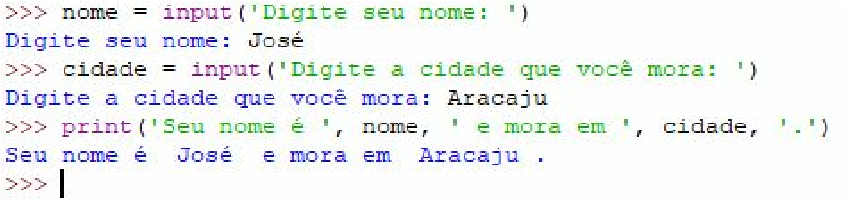 >>> nome = input('Digite seu nome: ')
Digite seu nome: José
>>> cidade = input('Digite a cidade que você mora: ')
Digite a cidade que você mora: Aracaju
>>> print('Seu nome é ', nome, ' e mora em ', cidade, '.')
Seu nome é  José  e mora em  Aracaju .
>>>